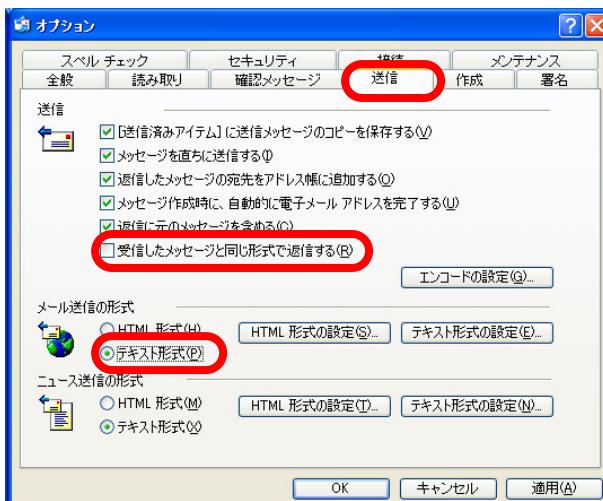 オプション
スペル チェック セキュリティ 接続 メンテナンス
全般 読み取り 確認メッセージ 送信 作成 署名
送信
[送信済みアイテム] に送信メッセージのコピーを保存する(V)
メッセージを直ちに送信する(I)
返信したメッセージの宛先をアドレス帳に追加する(O)
メッセージ作成時に、自動的に電子メール アドレスを完了する(U)
返信に元のメッセージを含める(C)
受信したメッセージと同じ形式で返信する(R)
エンコードの設定(G)...
メール送信の形式
HTML 形式(H) HTML 形式の設定(S)... テキスト形式の設定(E)...
テキスト形式(P)
ニュース送信の形式
HTML 形式(M) HTML 形式の設定(T)... テキスト形式の設定(N)...
テキスト形式(X)
OK キャンセル 適用(A)